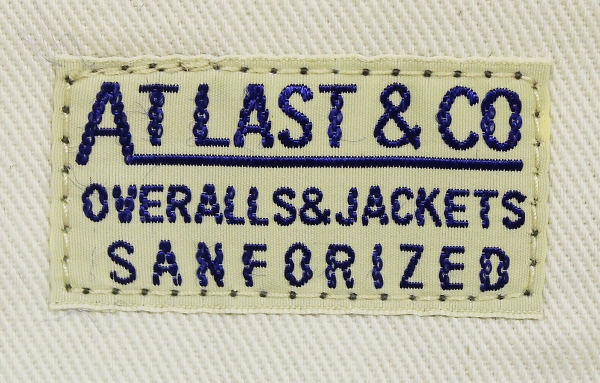 ATLAST & CO
OVERALLS&JACKETS
SANFORIZED